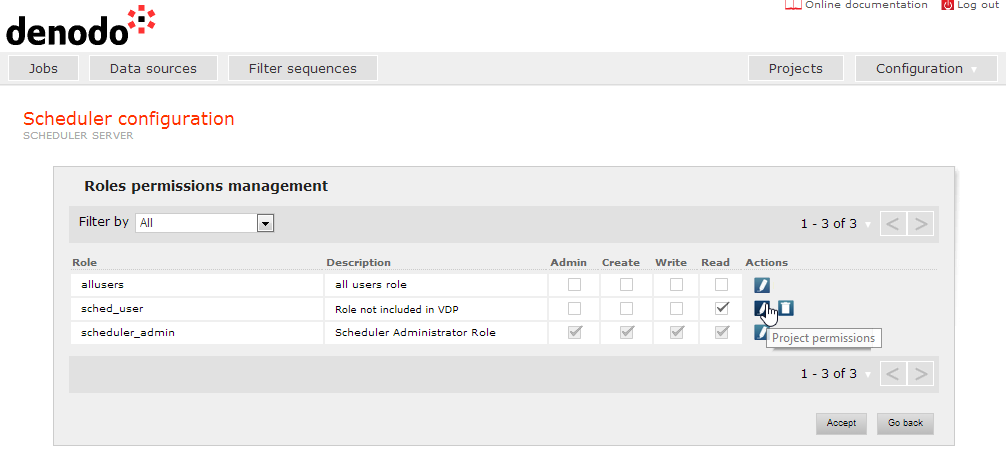 Online documentation Log out
denodo
Jobs Data sources Filter sequences Projects Configuration
Scheduler configuration
SCHEDULER SERVER
Roles permissions management
Filter by All 1 - 3 of 3 < >
Role Description Admin Create Write Read Actions
allusers all users role
sched_user Role not included in VDP
scheduler_admin Scheduler Administrator Role
Project permissions
1 - 3 of 3 < >
Accept Go back